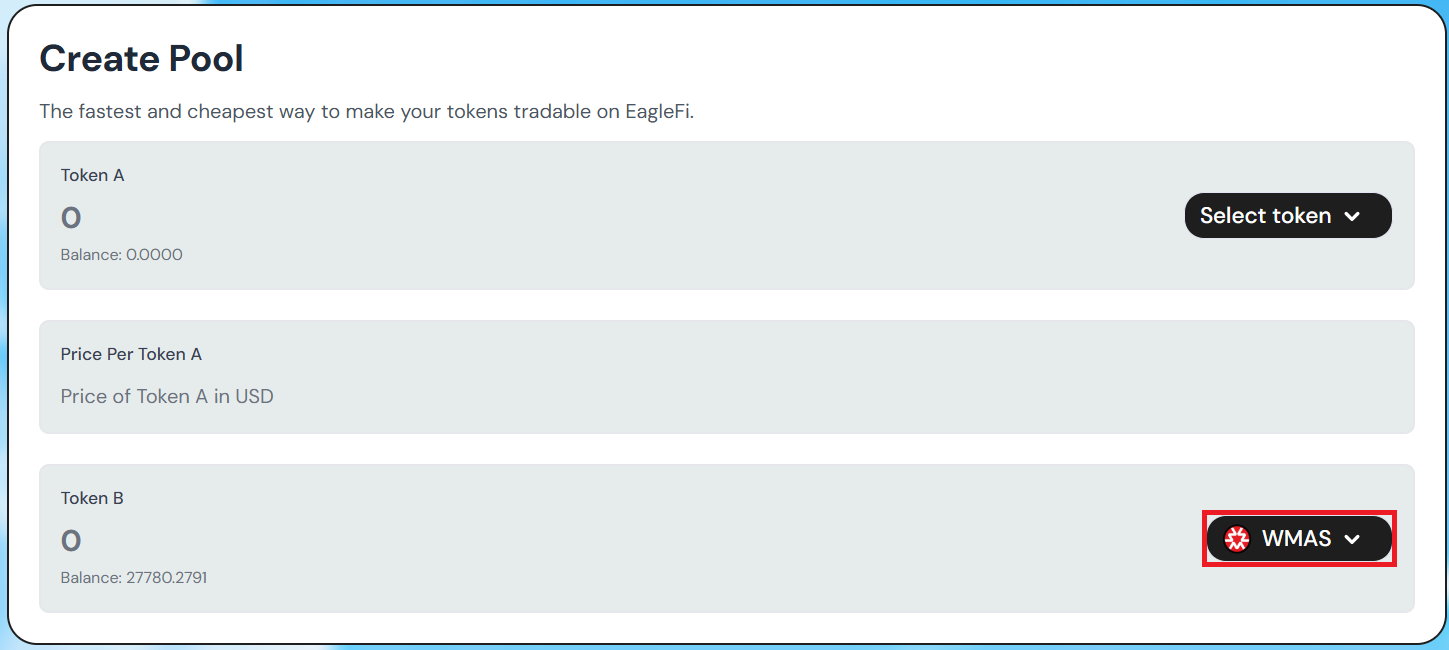 Create Pool
The fastest and cheapest way to make your tokens tradable on EagleFi.
Token A
0
Select token
Balance: 0.0000
Price Per Token A
Price of Token A in USD
Token B
0
WMAS
Balance: 27780.2791